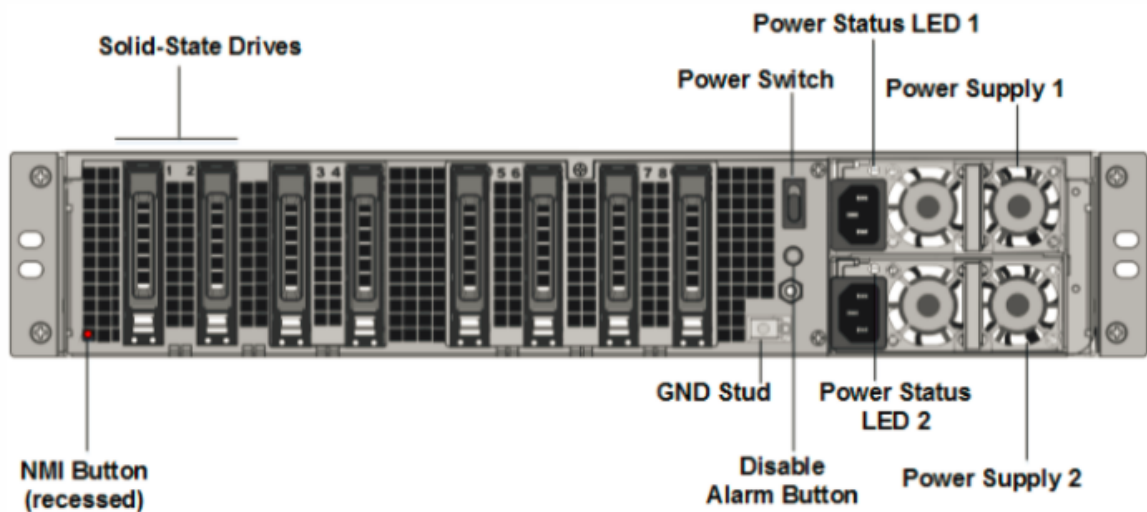 Power Status LED 1
Solid-State Drives
Power Switch
Power Supply 1
1 2
3 4
5 6
7 8
GND Stud
Power Status
LED 2
NMI Button
(recessed)
Disable
Alarm Button
Power Supply 2